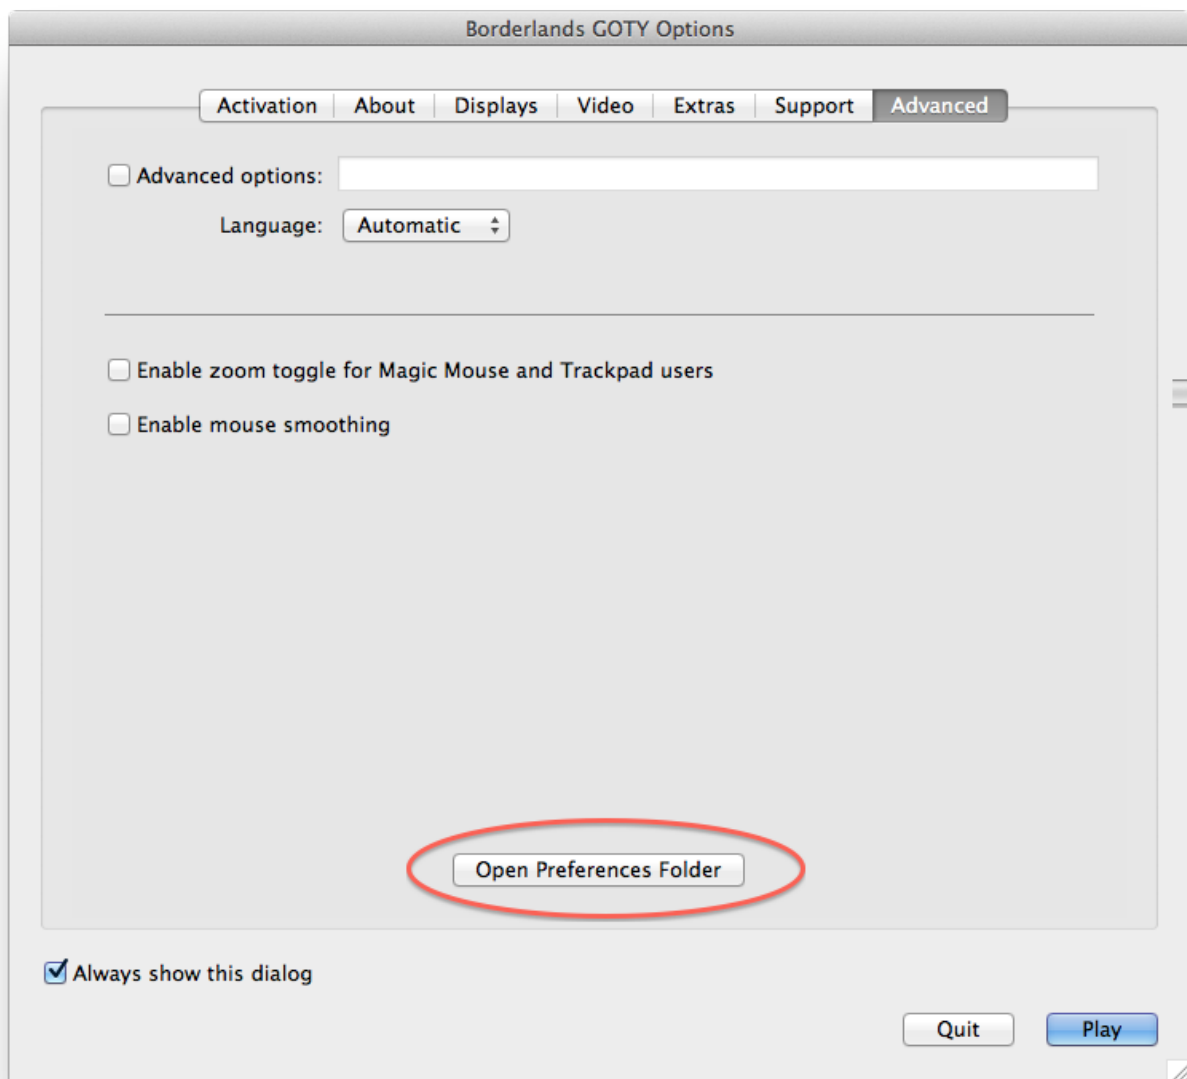 Borderlands GOTY Options
Activation About Displays Video Extras Support Advanced
Advanced options:
Language: Automatic
Enable zoom toggle for Magic Mouse and Trackpad users
Enable mouse smoothing
Open Preferences Folder
Always show this dialog
Quit Play